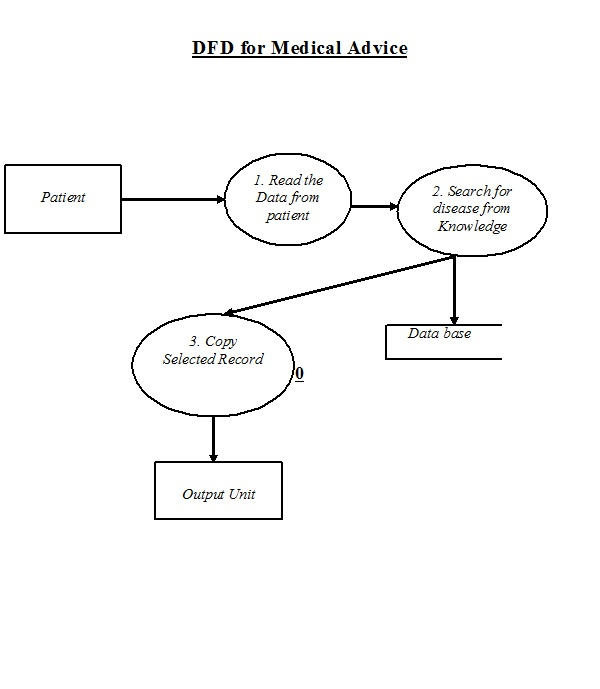 DFD for Medical Advice
Patient
1. Read the
Data from
patient
2. Search for
disease from
Knowledge
Data base
3. Copy
Selected Record
0
Output Unit